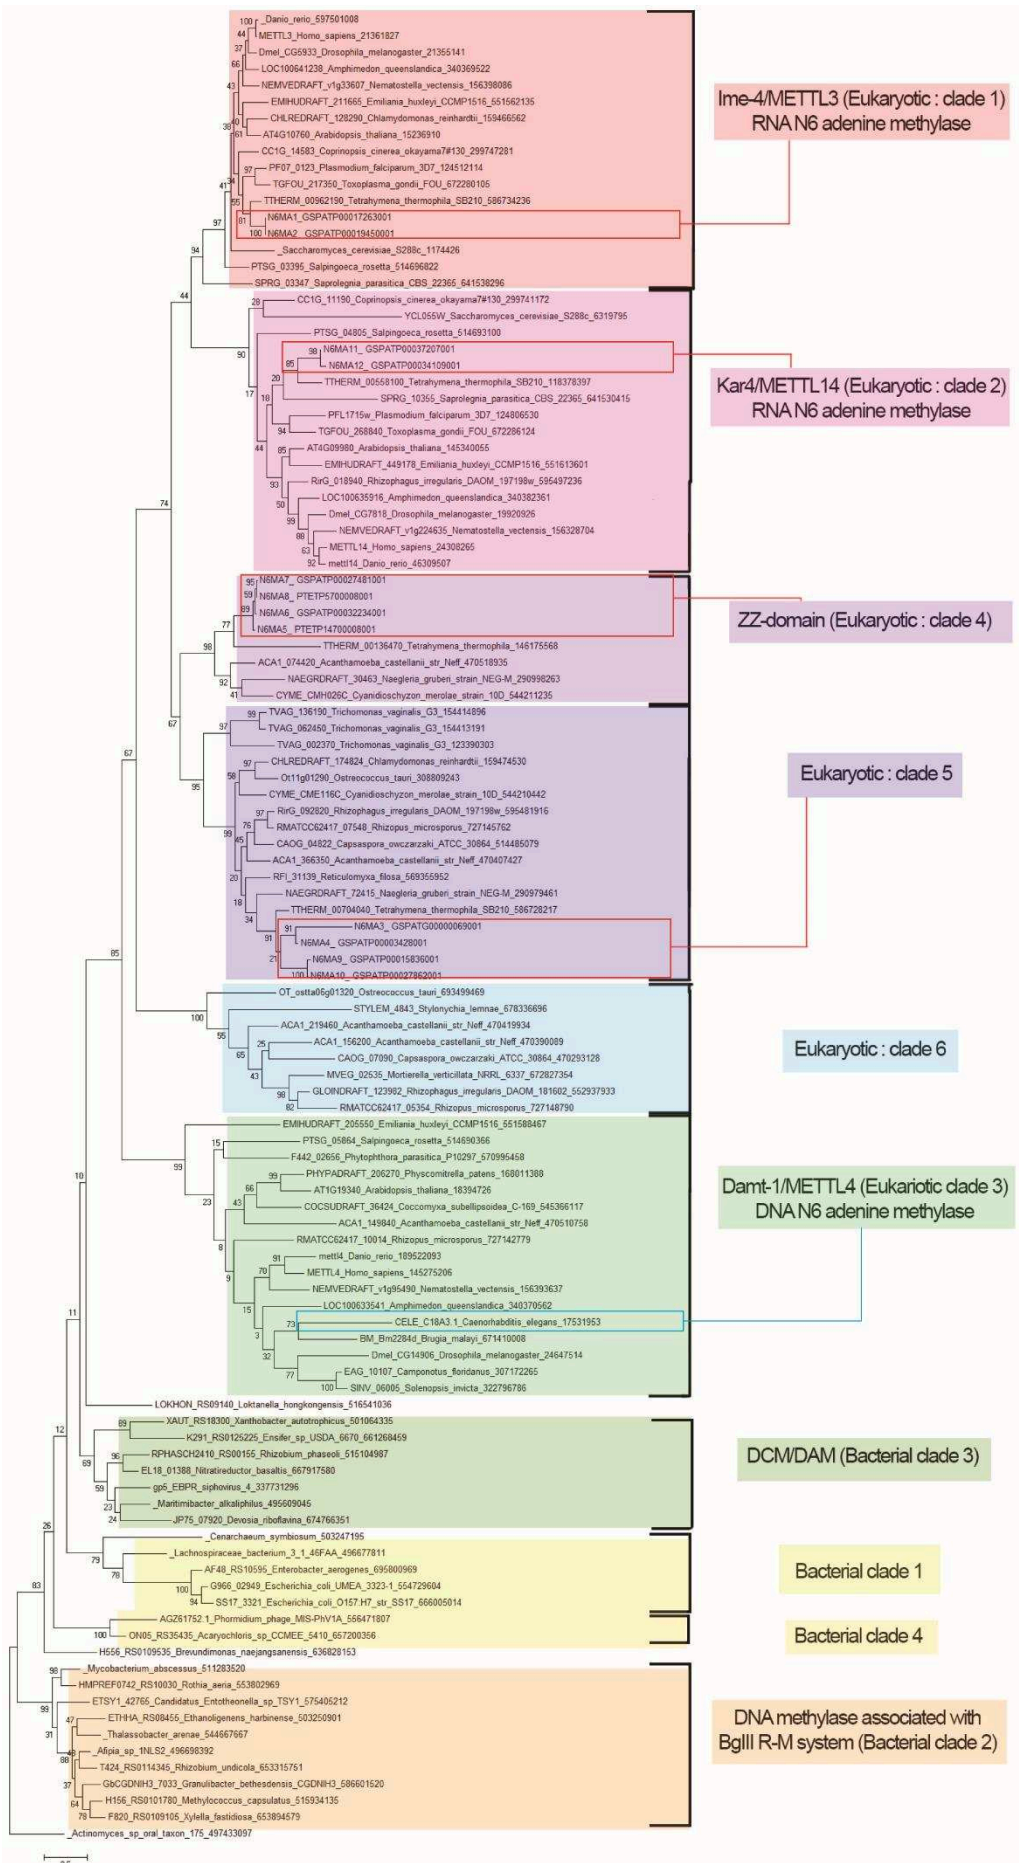 _Danio_rerio_597501008
METTL3_Homo_sapiens_21361827
Dmel_CG5933_Drosophila_melanogaster_21355141
LOC100641238_Amphimedon_queenslandica_340369522
NEMVEDRAFT_v1g33607_Nematostella_vectensis_156398086
EMIHUDRAFT_211665_Emiliania_huxleyi_CCMP1516_551562135
CHLREDRAFT_128290_Chlamydomonas_reinhardtii_159466562
AT4G10760_Arabidopsis_thaliana_15236910
CC1G_14583_Coprinopsis_cinerea_okayama7#130_299747281
PF07_0123_Plasmodium_falciparum_3D7_124512114
TGFOU_217350_Toxoplasma_gondii_FOU_672280105
TTHERM_00962190_Tetrahymena_thermophila_SB210_586734236
N6MA1_GSPATP00017263001
N6MA2_GSPATP00019450001
_Saccharomyces_cerevisiae_S288c_1174426
PTSG_03395_Salpingoeca_rosetta_514696822
SPRG_03347_Saprolegnia_parasitica_CBS_22365_641538296
Ime-4/METTL3 (Eukaryotic : clade 1)
RNA N6 adenine methylase
CC1G_11190_Coprinopsis_cinerea_okayama7#130_299741172
YCL055W_Saccharomyces_cerevisiae_S288c_6319795
PTSG_04805_Salpingoeca_rosetta_514693100
N6MA11_GSPATP00037207001
N6MA12_GSPATP00034109001
TTHERM_00558100_Tetrahymena_thermophila_SB210_118378397
SPRG_10355_Saprolegnia_parasitica_CBS_22365_641530415
PFL1715w_Plasmodium_falciparum_3D7_124806530
TGFOU_268840_Toxoplasma_gondii_FOU_672286124
AT4G09980_Arabidopsis_thaliana_145340055
EMIHUDRAFT_449178_Emiliania_huxleyi_CCMP1516_551613601
RirG_018940_Rhizophagus_irregularis_DAOM_197198w_595497236
LOC100635916_Amphimedon_queenslandica_340382361
Dmel_CG7818_Drosophila_melanogaster_19920926
NEMVEDRAFT_v1g224635_Nematostella_vectensis_156328704
METTL14_Homo_sapiens_24308265
mettl14_Danio_rerio_46309507
Kar4/METTL14 (Eukaryotic : clade 2)
RNA N6 adenine methylase
N6MA7_GSPATP00027481001
N6MA8_PTETP5700008001
N6MA6_GSPATP00032234001
N6MA5_PTETP14700008001
TTHERM_00136470_Tetrahymena_thermophila_146175568
ACA1_074420_Acanthamoeba_castellanii_str_Neff_470518935
NAEGRDRAFT_30463_Naegleria_gruberi_strain_NEG-M_290998263
CYME_CMH026C_Cyanidioschyzon_merolae_strain_10D_544211235
ZZ-domain (Eukaryotic : clade 4)
TVAG_136190_Trichomonas_vaginalis_G3_154414896
TVAG_062450_Trichomonas_vaginalis_G3_154413191
TVAG_002370_Trichomonas_vaginalis_G3_123390303
CHLREDRAFT_174824_Chlamydomonas_reinhardtii_159474530
Ot11g01290_Ostreococcus_tauri_308809243
CYME_CME116C_Cyanidioschyzon_merolae_strain_10D_544210442
RirG_092820_Rhizophagus_irregularis_DAOM_197198w_595481916
RMATCC62417_07548_Rhizopus_microsporus_727145762
CAOG_04822_Capsaspora_owczarzaki_ATCC_30864_514485079
ACA1_366350_Acanthamoeba_castellanii_str_Neff_470407427
RFI_31139_Reticulomyxa_filosa_569355952
NAEGRDRAFT_72415_Naegleria_gruberi_strain_NEG-M_290979461
TTHERM_00704040_Tetrahymena_thermophila_SB210_586728217
N6MA3_GSPATG00000069001
N6MA4_GSPATP00003428001
N6MA9_GSPATP00015836001
N6MA10_GSPATP00027862001
Eukaryotic : clade 5
OT_ostta06g01320_Ostreococcus_tauri_693499469
STYLEM_4843_Stylonychia_lemnae_678336696
ACA1_219460_Acanthamoeba_castellanii_str_Neff_470419934
ACA1_156200_Acanthamoeba_castellanii_str_Neff_470390089
CAOG_07090_Capsaspora_owczarzaki_ATCC_30864_470293128
MVEG_02535_Mortierella_verticillata_NRRL_6337_672827354
GLOINDRAFT_123982_Rhizophagus_irregularis_DAOM_181602_552937933
RMATCC62417_05354_Rhizopus_microsporus_727148790
Eukaryotic : clade 6
EMIHUDRAFT_205550_Emiliania_huxleyi_CCMP1516_551588467
PTSG_05864_Salpingoeca_rosetta_514690366
F442_02656_Phytophthora_parasitica_P10297_570995458
PHYPADRAFT_206270_Physcomitrella_patens_168011388
AT1G19340_Arabidopsis_thaliana_18394726
COCSUDRAFT_36424_Coccomyxa_subellipsoidea_C-169_545366117
ACA1_149840_Acanthamoeba_castellanii_str_Neff_470510758
RMATCC62417_10014_Rhizopus_microsporus_727142779
mettl4_Danio_rerio_189522093
METTL4_Homo_sapiens_145275206
NEMVEDRAFT_v1g95490_Nematostella_vectensis_156393637
LOC100633541_Amphimedon_queenslandica_340370562
CELE_C18A3.1_Caenorhabditis_elegans_17531953
BM_Bm2284d_Brugia_malayi_671410008
Dmel_CG14906_Drosophila_melanogaster_24647514
EAG_10107_Camponotus_floridanus_307172265
SINV_06005_Solenopsis_invicta_322796786
Damt-1/METTL4 (Eukariotic clade 3)
DNA N6 adenine methylase
LOKHON_RS09140_Loktanella_hongkongensis_516541036
XAUT_RS18300_Xanthobacter_autotrophicus_501064335
K291_RS0125225_Ensifer_sp_USDA_6670_661268459
RPHASCH2410_RS00155_Rhizobium_phaseoli_515104987
EL18_01388_Nitratireductor_basaltis_667917580
gp5_EBPR_siphovirus_4_337731296
_Maritimibacter_alkaliphilus_495609045
JP75_07920_Devosia_riboflavina_674766351
DCM/DAM (Bacterial clade 3)
_Cenarchaeum_symbiosum_503247195
_Lachnospiraceae_bacterium_3_1_46FAA_496677811
AF48_RS10595_Enterobacter_aerogenes_695800969
G966_02949_Escherichia_coli_UMEA_3323-1_554729604
SS17_3321_Escherichia_coli_O157:H7_str_SS17_666005014
Bacterial clade 1
AGZ61752.1_Phormidium_phage_MIS-PhV1A_556471807
ON05_RS35435_Acaryochloris_sp_CCMEE_5410_657200356
Bacterial clade 4
H556_RS0109535_Brevundimonas_naejangsanensis_636828153
_Mycobacterium_abscessus_511283520
HMPREF0742_RS10030_Rothia_aeria_553802969
ETSY1_42765_Candidatus_Entotheonella_sp_TSY1_575405212
ETHHA_RS08455_Ethanoligenens_harbinense_503250901
_Thalassobacter_arenae_544667667
_Afipia_sp_1NLS2_496698392
T424_RS0114345_Rhizobium_undicola_653315751
GbCGDNIH3_7033_Granulibacter_bethesdensis_CGDNIH3_586601520
H156_RS0101780_Methylococcus_capsulatus_515934135
F820_RS0109105_Xylella_fastidiosa_653894579
DNA methylase associated with
BgIII R-M system (Bacterial clade 2)
_Actinomyces_sp_oral_taxon_175_497433097